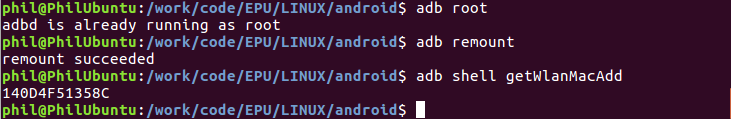 phil@PhilUbuntu:/work/code/EPU/LINUX/android$ adb root
adbd is already running as root
phil@PhilUbuntu:/work/code/EPU/LINUX/android$ adb remount
remount succeeded
phil@PhilUbuntu:/work/code/EPU/LINUX/android$ adb shell getWlanMacAdd
140D4F51358C
phil@PhilUbuntu:/work/code/EPU/LINUX/android$